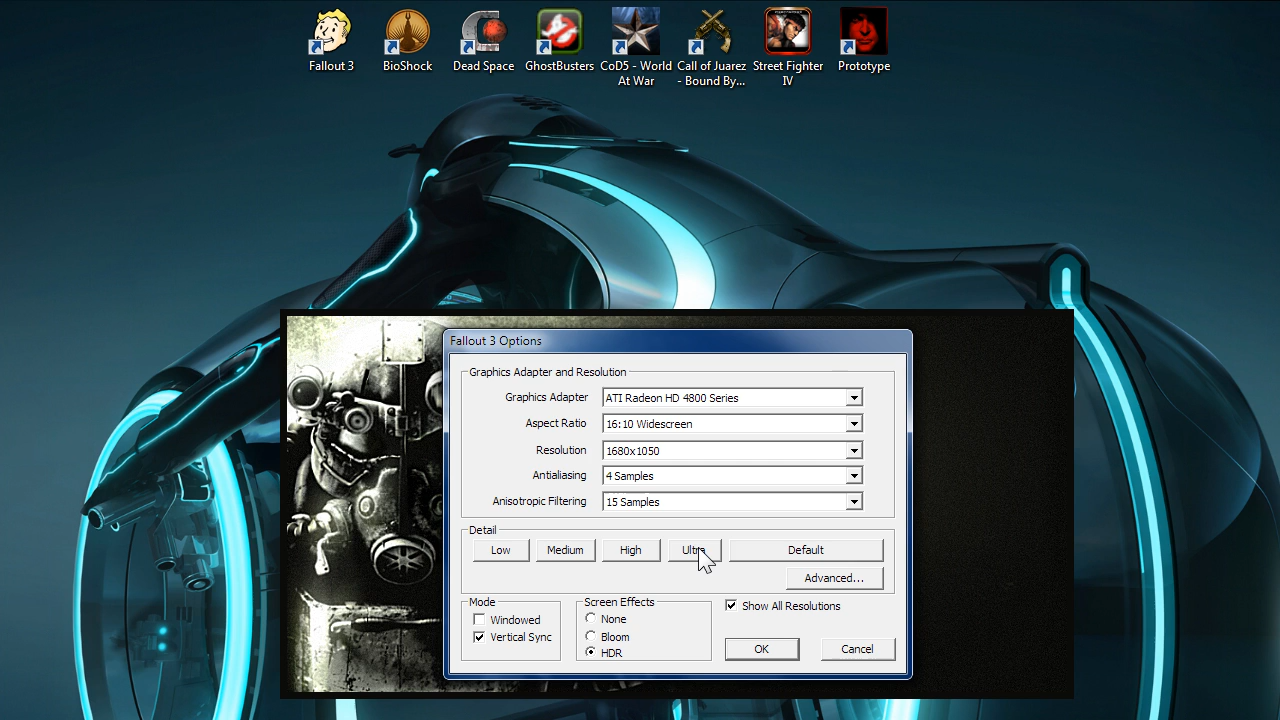 Fallout 3
BioShock
Dead Space
GhostBusters
CoD5 - World
At War
Call of Juarez
- Bound By...
Street Fighter
IV
Prototype
Fallout 3 Options
Graphics Adapter and Resolution
Graphics Adapter ATI Radeon HD 4800 Series
Aspect Ratio 16:10 Widescreen
Resolution 1680x1050
Antialiasing 4 Samples
Anisotropic Filtering 15 Samples
Detail
Low Medium High Ultra Default
Advanced...
Mode
Windowed
Vertical Sync
Screen Effects
None
Bloom
HDR
Show All Resolutions
OK Cancel